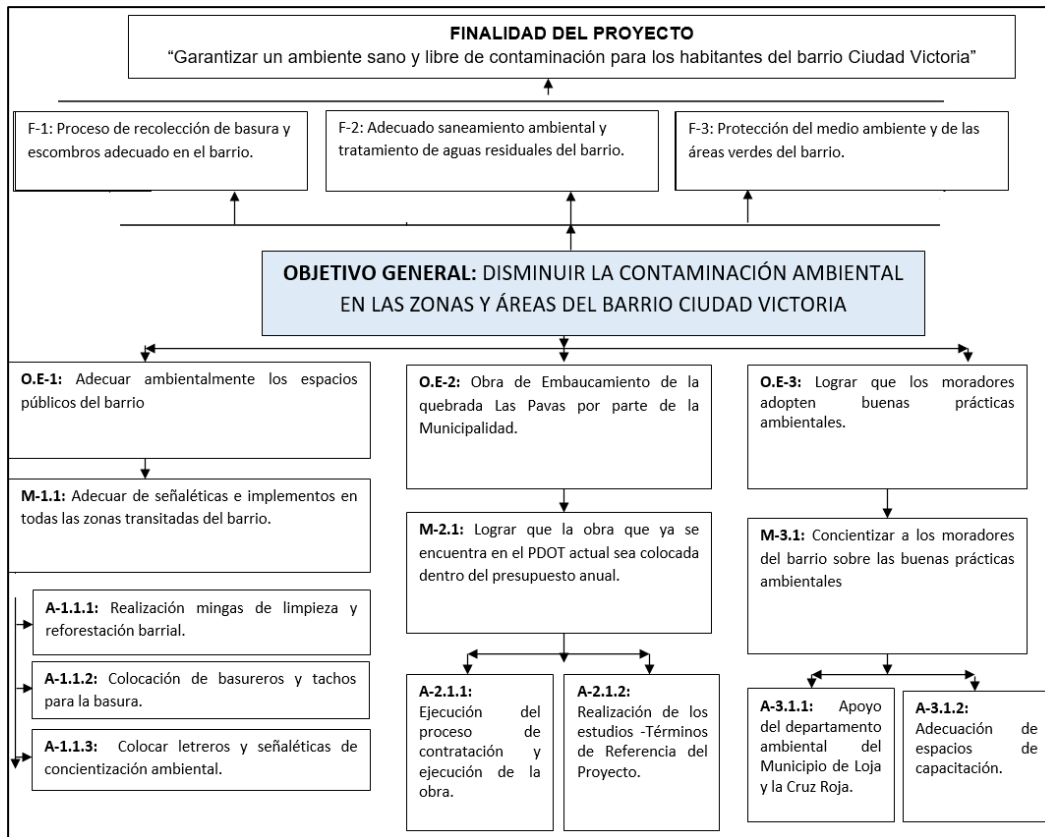 FINALIDAD DEL PROYECTO
“Garantizar un ambiente sano y libre de contaminación para los habitantes del barrio Ciudad Victoria”
F-1: Proceso de recolección de basura y
escombros adecuado en el barrio.
F-2: Adecuado saneamiento ambiental y
tratamiento de aguas residuales del barrio.
F-3: Protección del medio ambiente y de las
áreas verdes del barrio.
OBJETIVO GENERAL: DISMINUIR LA CONTAMINACIÓN AMBIENTAL
EN LAS ZONAS Y ÁREAS DEL BARRIO CIUDAD VICTORIA
O.E-1: Adecuar ambientalmente los espacios
públicos del barrio
O.E-2: Obra de Embaucamiento de la
quebrada Las Pavas por parte de la
Municipalidad.
O.E-3: Lograr que los moradores
adopten buenas prácticas
ambientales.
M-1.1: Adecuar de señaléticas e implementos en
todas las zonas transitadas del barrio.
M-2.1: Lograr que la obra que ya se
encuentra en el PDOT actual sea colocada
dentro del presupuesto anual.
M-3.1: Concientizar a los moradores
del barrio sobre las buenas prácticas
ambientales
A-1.1.1: Realización mingas de limpieza y
reforestación barrial.
A-1.1.2: Colocación de basureros y tachos
para la basura.
A-1.1.3: Colocar letreros y señaléticas de
concientización ambiental.
A-2.1.1:
Ejecución del
proceso de
contratación y
ejecución de la
obra.
A-2.1.2:
Realización de los
estudios -Términos
de Referencia del
Proyecto.
A-3.1.1: Apoyo
del departamento
ambiental del
Municipio de Loja
y la Cruz Roja.
A-3.1.2:
Adecuación de
espacios de
capacitación.